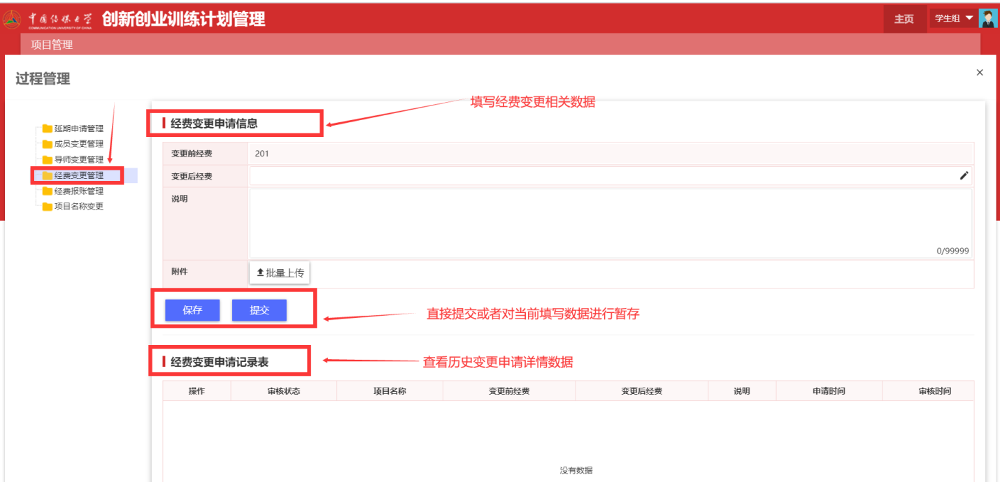 中国传媒大学 创新创业训练计划管理 主页 学生组
COMMUNICATION UNIVERSITY OF CHINA
项目管理
过程管理 ×
填写经费变更相关数据
经费变更申请信息
延期申请管理
成员变更管理
导师变更管理
经费变更管理
经费报账管理
项目名称变更
变更前经费 201
变更后经费
说明
0/99999
附件 批量上传
保存 提交
直接提交或者对当前填写数据进行暂存
经费变更申请记录表
查看历史变更申请详情数据
操作 审核状态 项目名称 变更前经费 变更后经费 说明 申请时间 审核时间
没有数据